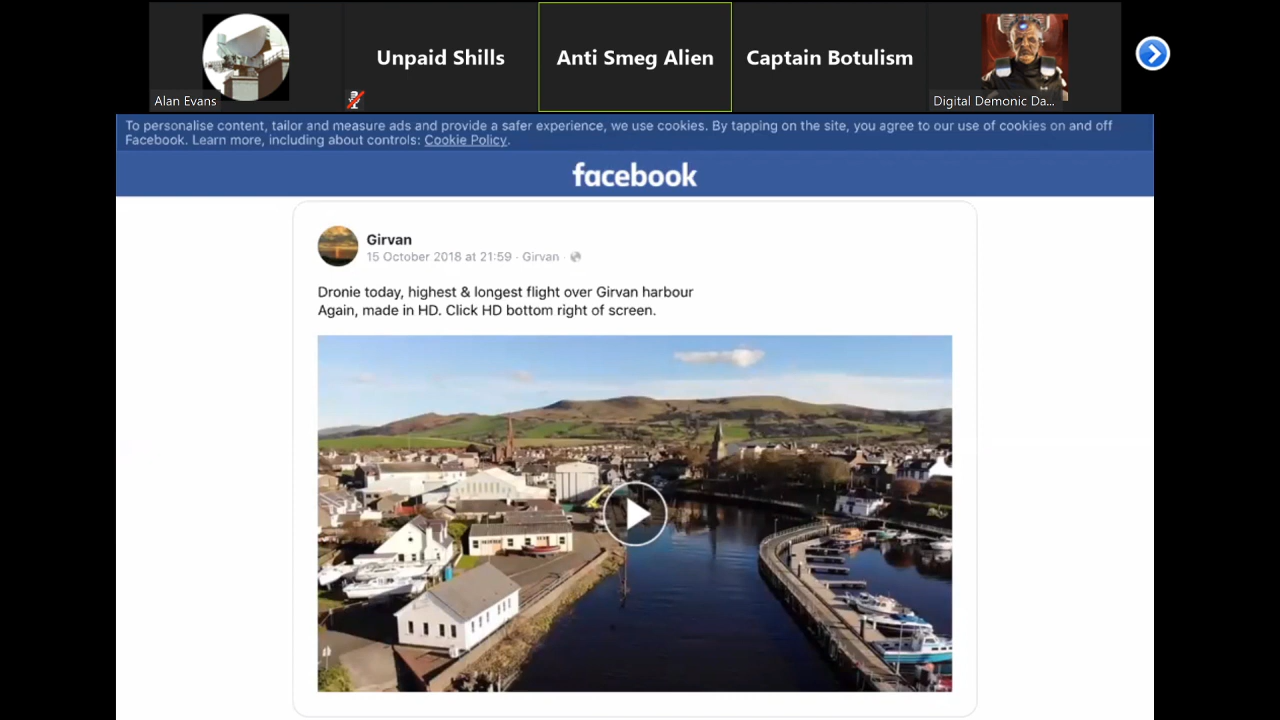 Unpaid Shills
Anti Smeg Alien
Captain Botulism
Alan Evans
Digital Demonic Da...
To personalise content, tailor and measure ads and provide a safer experience, we use cookies. By tapping on the site, you agree to our use of cookies on and off
Facebook. Learn more, including about controls: Cookie Policy.
facebook
Girvan
15 October 2018 at 21:59 · Girvan ·
Dronie today, highest & longest flight over Girvan harbour
Again, made in HD. Click HD bottom right of screen.